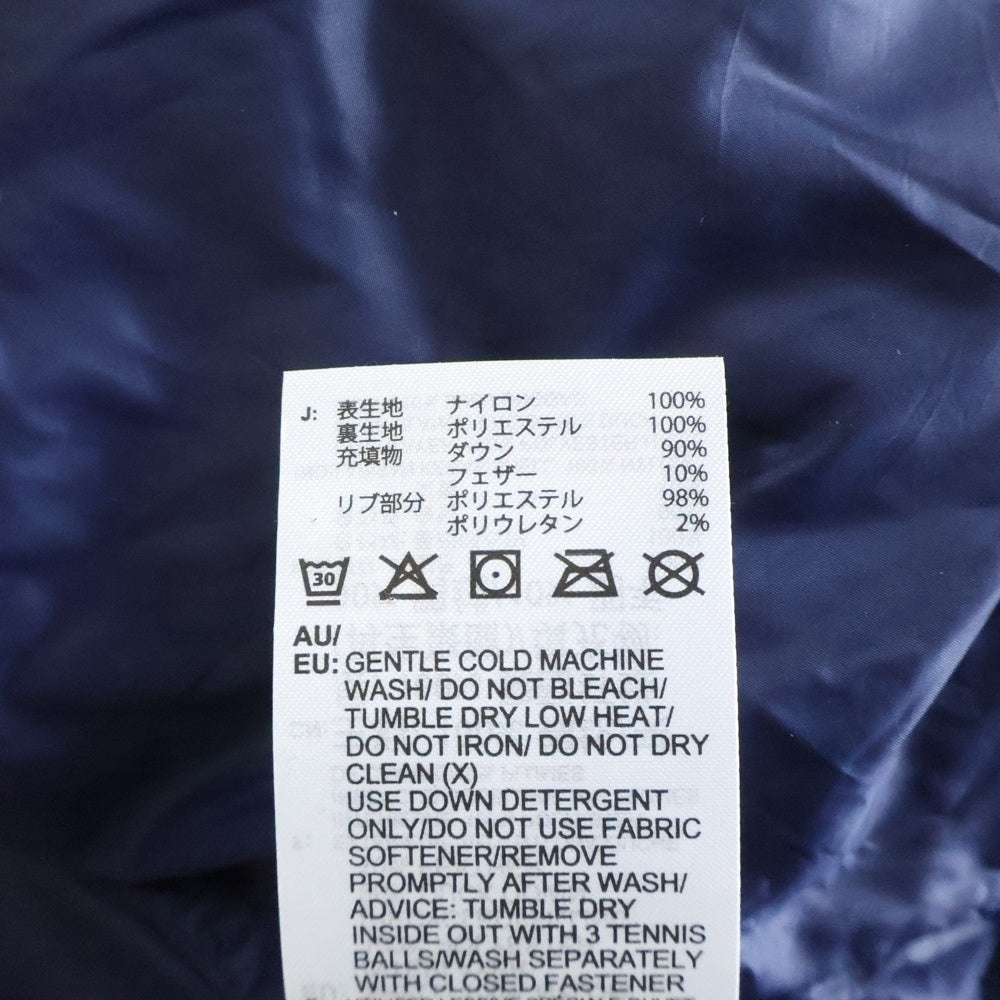 J: 表生地 ナイロン 100%
裏生地 ポリエステル 100%
充填物 ダウン 90%
フェザー 10%
リブ部分 ポリエステル 98%
ポリウレタン 2%
30
AU/
EU: GENTLE COLD MACHINE
WASH/ DO NOT BLEACH/
TUMBLE DRY LOW HEAT/
DO NOT IRON/ DO NOT DRY
CLEAN (X)
USE DOWN DETERGENT
ONLY/DO NOT USE FABRIC
SOFTENER/REMOVE
PROMPTLY AFTER WASH/
ADVICE: TUMBLE DRY
INSIDE OUT WITH 3 TENNIS
BALLS/WASH SEPARATELY
WITH CLOSED FASTENER